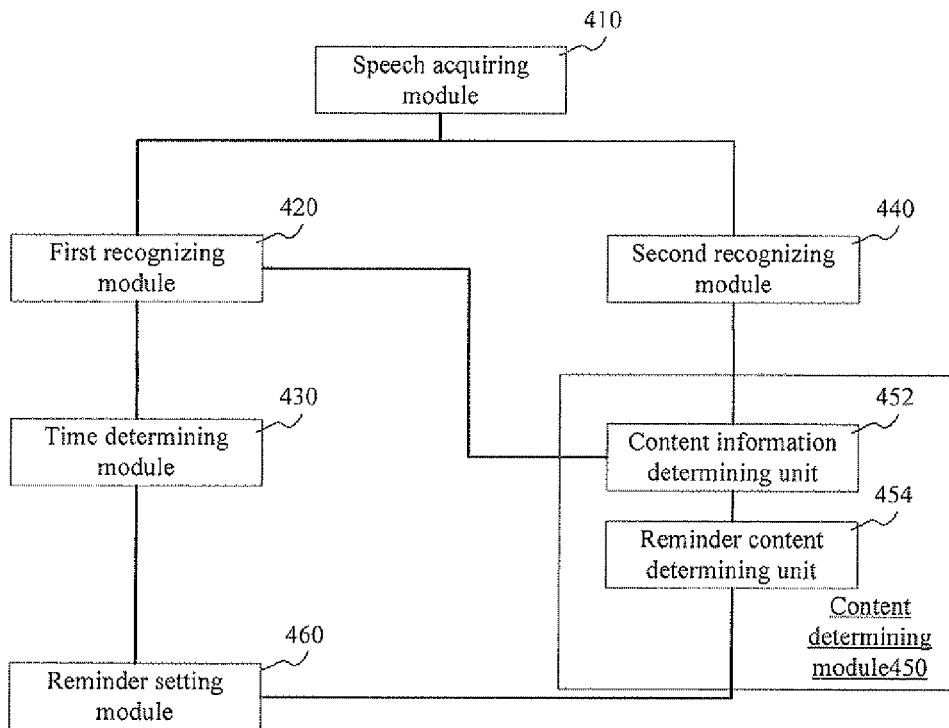 410
Speech acquiring
module
420
First recognizing
module
440
Second recognizing
module
430
Time determining
module
452
Content information
determining unit
454
Reminder content
determining unit
Content
determining
module450
460
Reminder setting
module